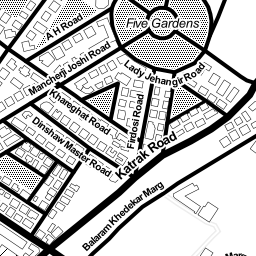 Five Gardens
A H Road
Mancherji Joshi Road
Lady Jehangir Road
Khareghat Road
Firdosi Road
Dinshaw Master Road
Katrak Road
Balaram Khedekar Marg